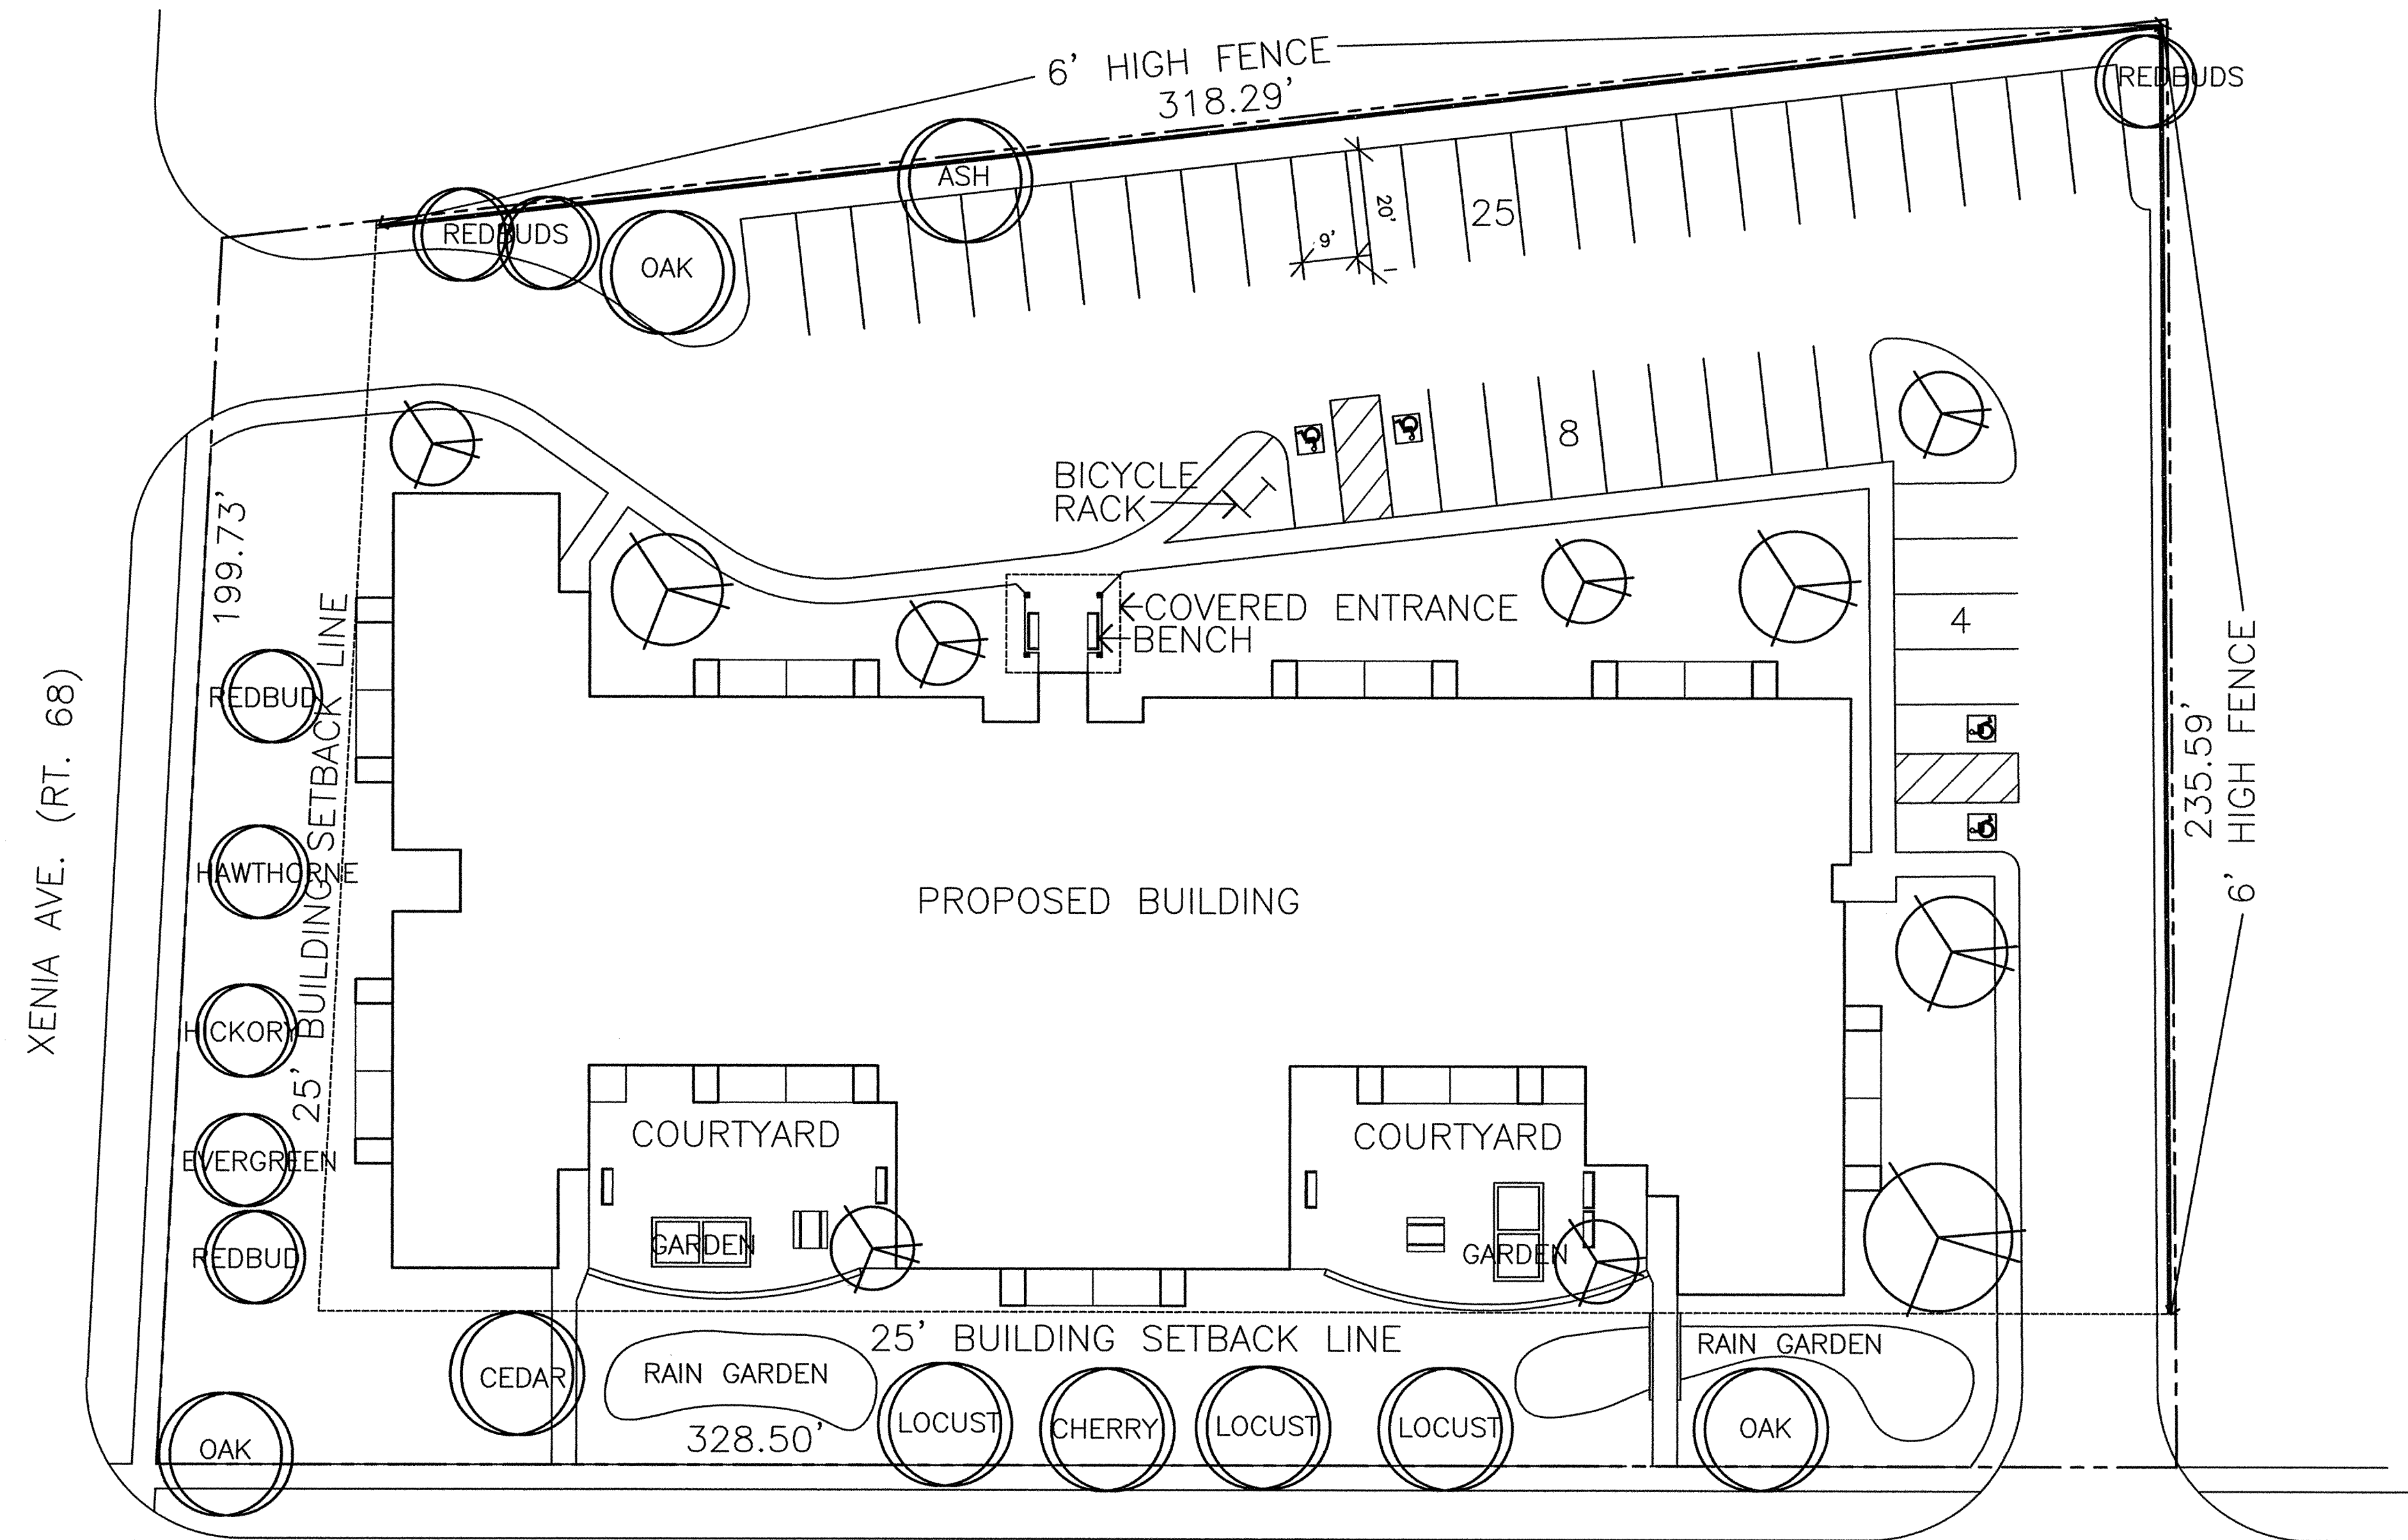 6' HIGH FENCE
318.29'
REDBUDS
ASH
REDBUDS
OAK
20'
9'
25
8
BICYCLE
RACK
199.73'
COVERED ENTRANCE
BENCH
4
235.59'
6' HIGH FENCE
XENIA AVE. (RT. 68)
25' BUILDING SETBACK LINE
REDBUD
HAWTHORNE
HICKORY
EVERGREEN
REDBUD
PROPOSED BUILDING
COURTYARD
COURTYARD
GARDEN
GARDEN
25' BUILDING SETBACK LINE
CEDAR
RAIN GARDEN
RAIN GARDEN
328.50'
OAK
LOCUST
CHERRY
LOCUST
LOCUST
OAK